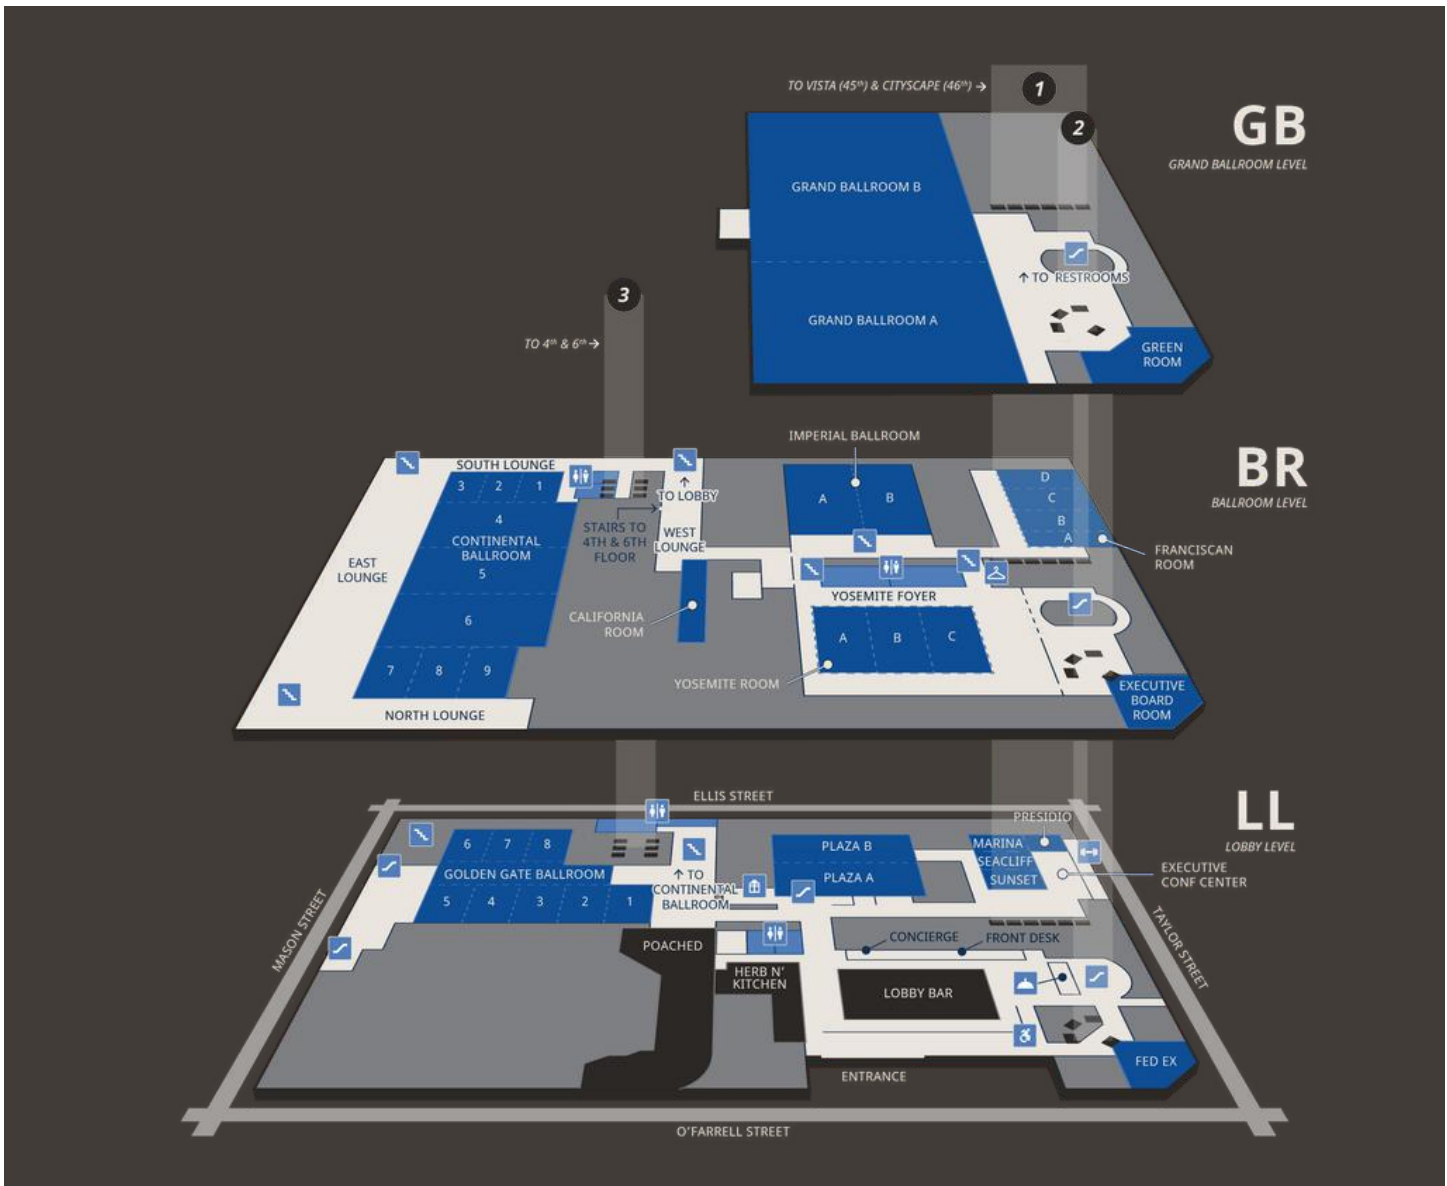 TO VISTA (45th) & CITYSCAPE (46th) →
1
2
GB
GRAND BALLROOM LEVEL
GRAND BALLROOM B
↑ TO RESTROOMS
GRAND BALLROOM A
GREEN
ROOM
3
TO 4th & 6th →
IMPERIAL BALLROOM
BR
BALLROOM LEVEL
SOUTH LOUNGE
3 2 1
4
CONTINENTAL
BALLROOM
5
6
7 8 9
EAST
LOUNGE
NORTH LOUNGE
↑
TO LOBBY
STAIRS TO
4TH & 6TH
FLOOR
WEST
LOUNGE
CALIFORNIA
ROOM
A B
D
C
B
A
FRANCISCAN
ROOM
YOSEMITE FOYER
A B C
YOSEMITE ROOM
EXECUTIVE
BOARD
ROOM
ELLIS STREET
LL
LOBBY LEVEL
PRESIDIO
MARINA
SEACLIFF
SUNSET
EXECUTIVE
CONF CENTER
PLAZA B
PLAZA A
6 7 8
GOLDEN GATE BALLROOM
5 4 3 2 1
↑ TO
CONTINENTAL
BALLROOM
MASON STREET
TAYLOR STREET
POACHED
HERB N'
KITCHEN
CONCIERGE
FRONT DESK
LOBBY BAR
FED EX
ENTRANCE
O'FARRELL STREET